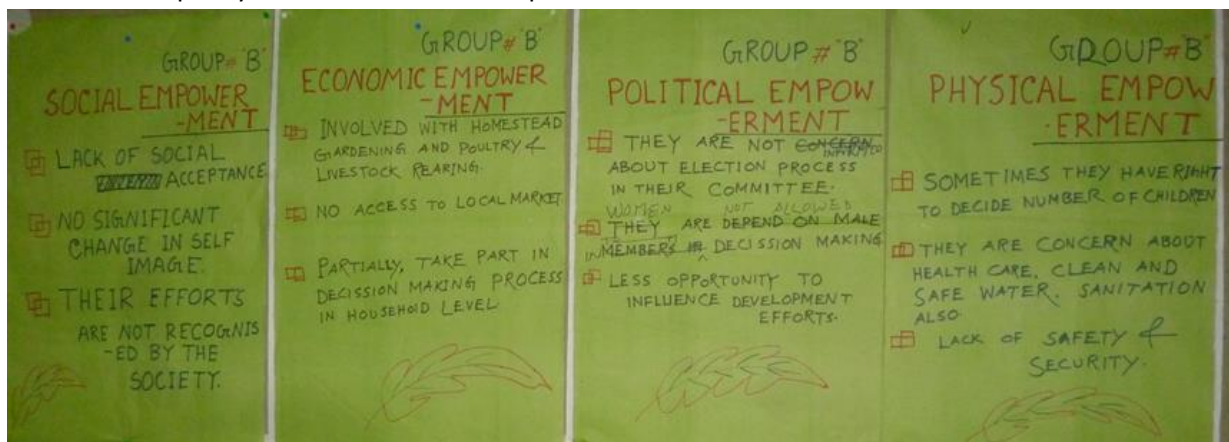 GROUP # "B"
SOCIAL EMPOWER
-MENT
LACK OF SOCIAL
ACCEPTANCE
NO SIGNIFICANT
CHANGE IN SELF
IMAGE.
THEIR EFFORTS
ARE NOT RECOGNIS
-ED BY THE
SOCIETY.
GROUP # "B"
ECONOMIC EMPOWER
-MENT
INVOLVED WITH HOMESTEAD
GARDENING AND POULTRY &
LIVESTOCK REARING.
NO ACCESS TO LOCAL MARKET.
PARTIALLY, TAKE PART IN
DECISSION MAKING PROCESS
IN HOUSEHOLD LEVEL
GROUP # "B"
POLITICAL EMPOW
-ERMENT
THEY ARE NOT CONCERN
ABOUT ELECTION PROCESS
IN THEIR COMMITTEE.
WOMEN NOT ALLOWED
THEY ARE DEPEND ON MALE
MEMBERS IN DECISSION MAKING
LESS OPPORTUNITY TO
INFLUENCE DEVELOPMENT
EFFORTS.
GROUP # "B"
PHYSICAL EMPOW
-ERMENT
SOMETIMES THEY HAVE RIGHT
TO DECIDE NUMBER OF CHILDREN
THEY ARE CONCERN ABOUT
HEALTH CARE, CLEAN AND
SAFE WATER, SANITATION
ALSO.
LACK OF SAFETY &
SECURITY.